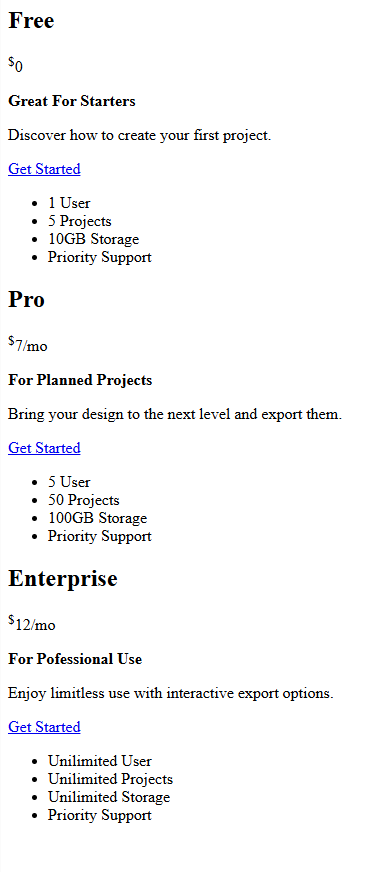 Free
$0
Great For Starters
Discover how to create your first project.
Get Started
1 User
5 Projects
10GB Storage
Priority Support
Pro
$7/mo
For Planned Projects
Bring your design to the next level and export them.
Get Started
5 User
50 Projects
100GB Storage
Priority Support
Enterprise
$12/mo
For Pofessional Use
Enjoy limitless use with interactive export options.
Get Started
Unilimited User
Unilimited Projects
Unilimited Storage
Priority Support